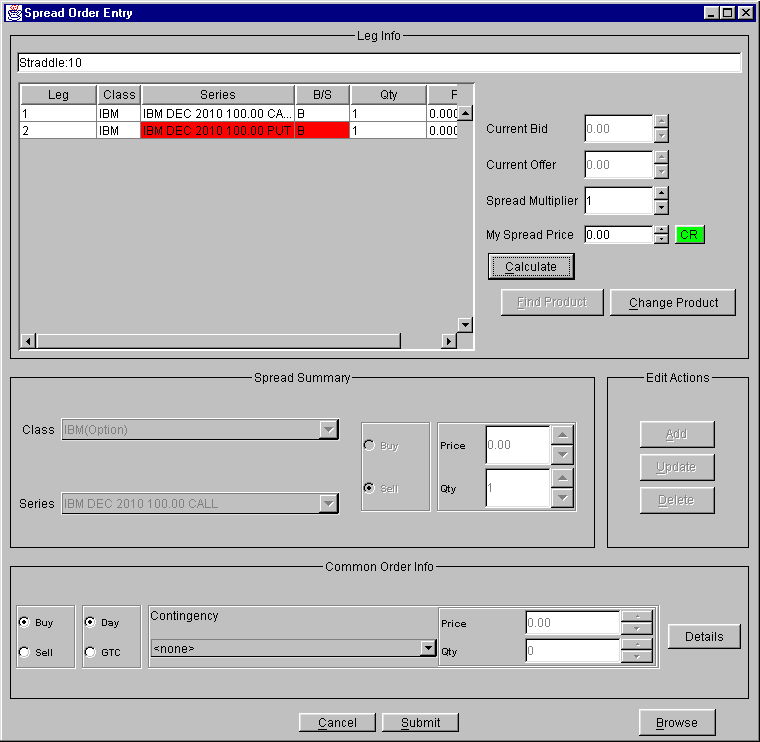 Spread Order Entry
Leg Info
Straddle:10
Leg Class Series B/S Qty P
1 IBM IBM DEC 2010 100.00 CA... B 1 0.000
2 IBM IBM DEC 2010 100.00 PUT B 1 0.000
Current Bid 0.00
Current Offer 0.00
Spread Multiplier 1
My Spread Price 0.00 CR
Calculate
Find Product Change Product
Spread Summary
Class IBM(Option)
Series IBM DEC 2010 100.00 CALL
Buy
Sell
Price 0.00
Qty 1
Edit Actions
Add
Update
Delete
Common Order Info
Buy
Sell
Day
GTC
Contingency
<none>
Price 0.00
Qty 0
Details
Cancel Submit Browse